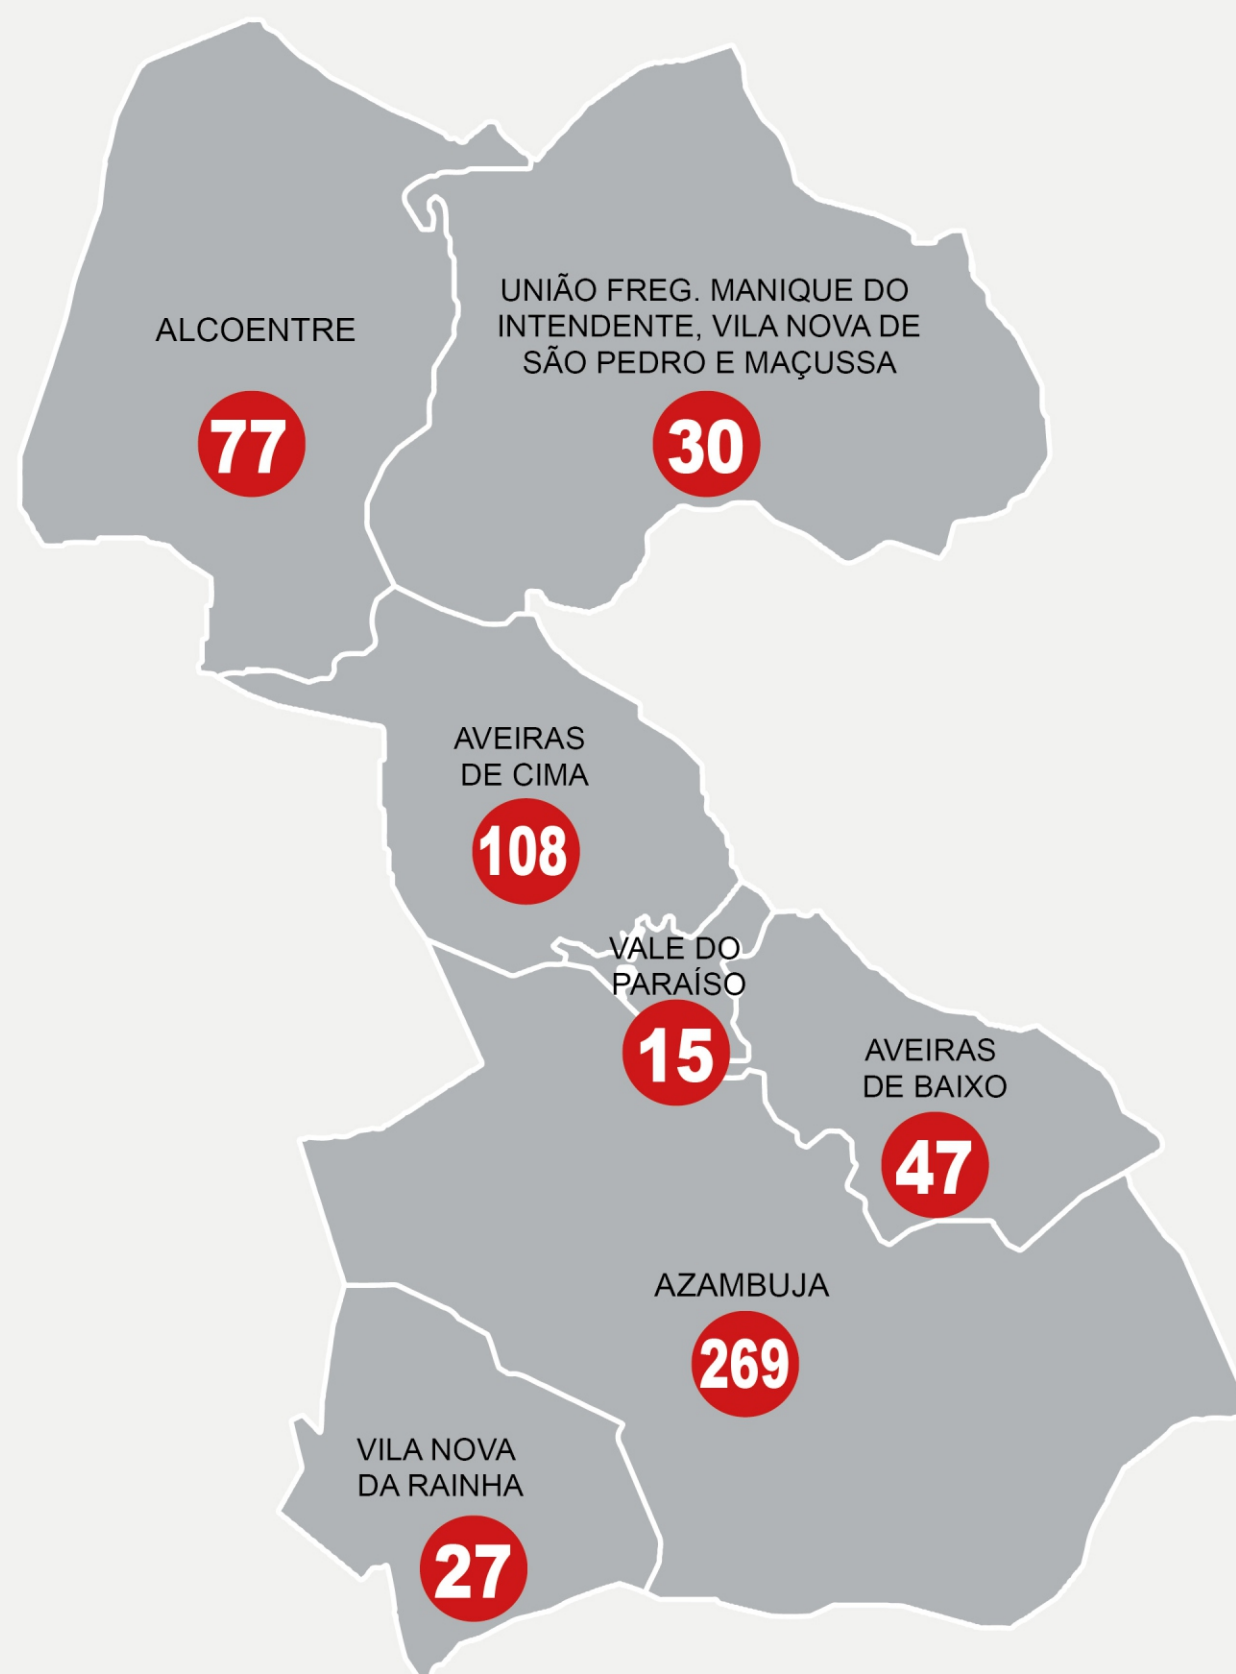 ALCOENTRE
77
UNIÃO FREG. MANIQUE DO
INTENDENTE, VILA NOVA DE
SÃO PEDRO E MAÇUSSA
30
AVEIRAS
DE CIMA
108
VALE DO
PARAÍSO
15
AVEIRAS
DE BAIXO
47
AZAMBUJA
269
VILA NOVA
DA RAINHA
27